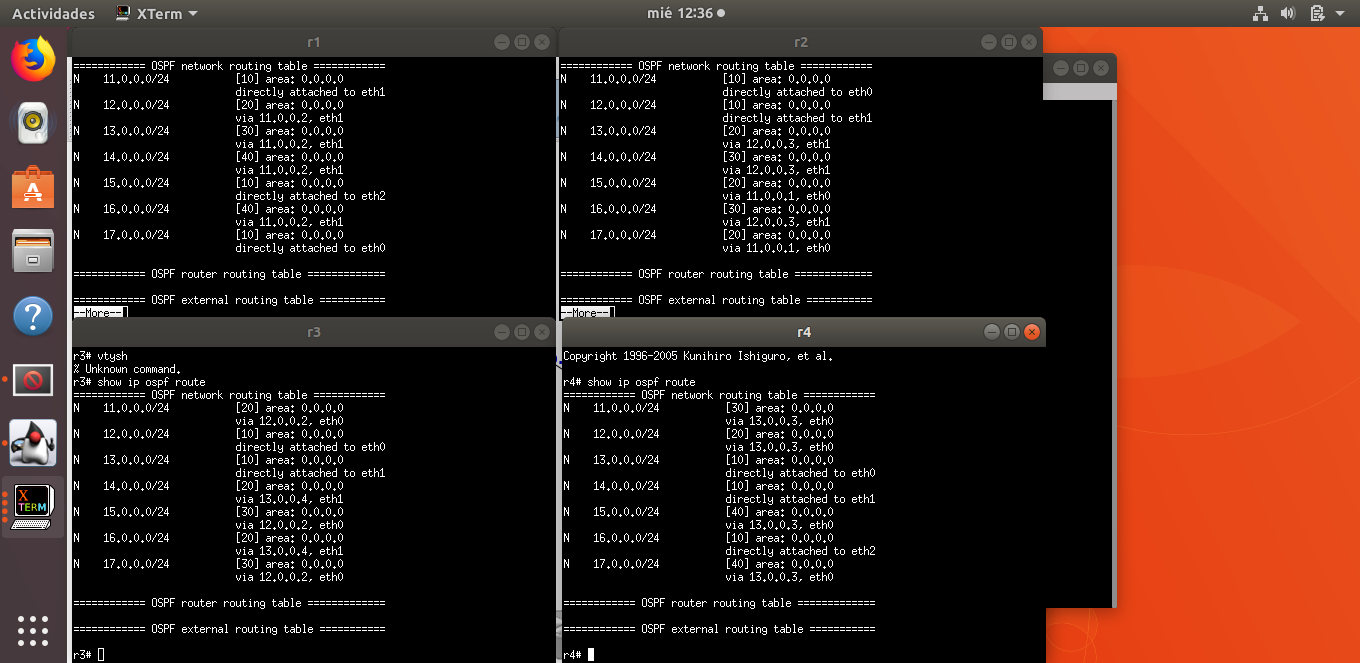 Actividades XTerm mié 12:36
r1
============ OSPF network routing table ============
N 11.0.0.0/24 [10] area: 0.0.0.0
directly attached to eth1
N 12.0.0.0/24 [20] area: 0.0.0.0
via 11.0.0.2, eth1
N 13.0.0.0/24 [30] area: 0.0.0.0
via 11.0.0.2, eth1
N 14.0.0.0/24 [40] area: 0.0.0.0
via 11.0.0.2, eth1
N 15.0.0.0/24 [10] area: 0.0.0.0
directly attached to eth2
N 16.0.0.0/24 [40] area: 0.0.0.0
via 11.0.0.2, eth1
N 17.0.0.0/24 [10] area: 0.0.0.0
directly attached to eth0
============ OSPF router routing table =============
============ OSPF external routing table ===========
--More--
r2
============ OSPF network routing table ============
N 11.0.0.0/24 [10] area: 0.0.0.0
directly attached to eth0
N 12.0.0.0/24 [10] area: 0.0.0.0
directly attached to eth1
N 13.0.0.0/24 [20] area: 0.0.0.0
via 12.0.0.3, eth1
N 14.0.0.0/24 [30] area: 0.0.0.0
via 12.0.0.3, eth1
N 15.0.0.0/24 [20] area: 0.0.0.0
via 11.0.0.1, eth0
N 16.0.0.0/24 [30] area: 0.0.0.0
via 12.0.0.3, eth1
N 17.0.0.0/24 [20] area: 0.0.0.0
via 11.0.0.1, eth0
============ OSPF router routing table =============
============ OSPF external routing table ===========
--More--
r3
r3# vtysh
% Unknown command.
r3# show ip ospf route
============ OSPF network routing table ============
N 11.0.0.0/24 [20] area: 0.0.0.0
via 12.0.0.2, eth0
N 12.0.0.0/24 [10] area: 0.0.0.0
directly attached to eth0
N 13.0.0.0/24 [10] area: 0.0.0.0
directly attached to eth1
N 14.0.0.0/24 [20] area: 0.0.0.0
via 13.0.0.4, eth1
N 15.0.0.0/24 [30] area: 0.0.0.0
via 12.0.0.2, eth0
N 16.0.0.0/24 [20] area: 0.0.0.0
via 13.0.0.4, eth1
N 17.0.0.0/24 [30] area: 0.0.0.0
via 12.0.0.2, eth0
============ OSPF router routing table =============
============ OSPF external routing table ===========
r3#
r4
Copyright 1996-2005 Kunihiro Ishiguro, et al.
r4# show ip ospf route
============ OSPF network routing table ============
N 11.0.0.0/24 [30] area: 0.0.0.0
via 13.0.0.3, eth0
N 12.0.0.0/24 [20] area: 0.0.0.0
via 13.0.0.3, eth0
N 13.0.0.0/24 [10] area: 0.0.0.0
directly attached to eth0
N 14.0.0.0/24 [10] area: 0.0.0.0
directly attached to eth1
N 15.0.0.0/24 [40] area: 0.0.0.0
via 13.0.0.3, eth0
N 16.0.0.0/24 [10] area: 0.0.0.0
directly attached to eth2
N 17.0.0.0/24 [40] area: 0.0.0.0
via 13.0.0.3, eth0
============ OSPF router routing table =============
============ OSPF external routing table ===========
r4#
X
TERM